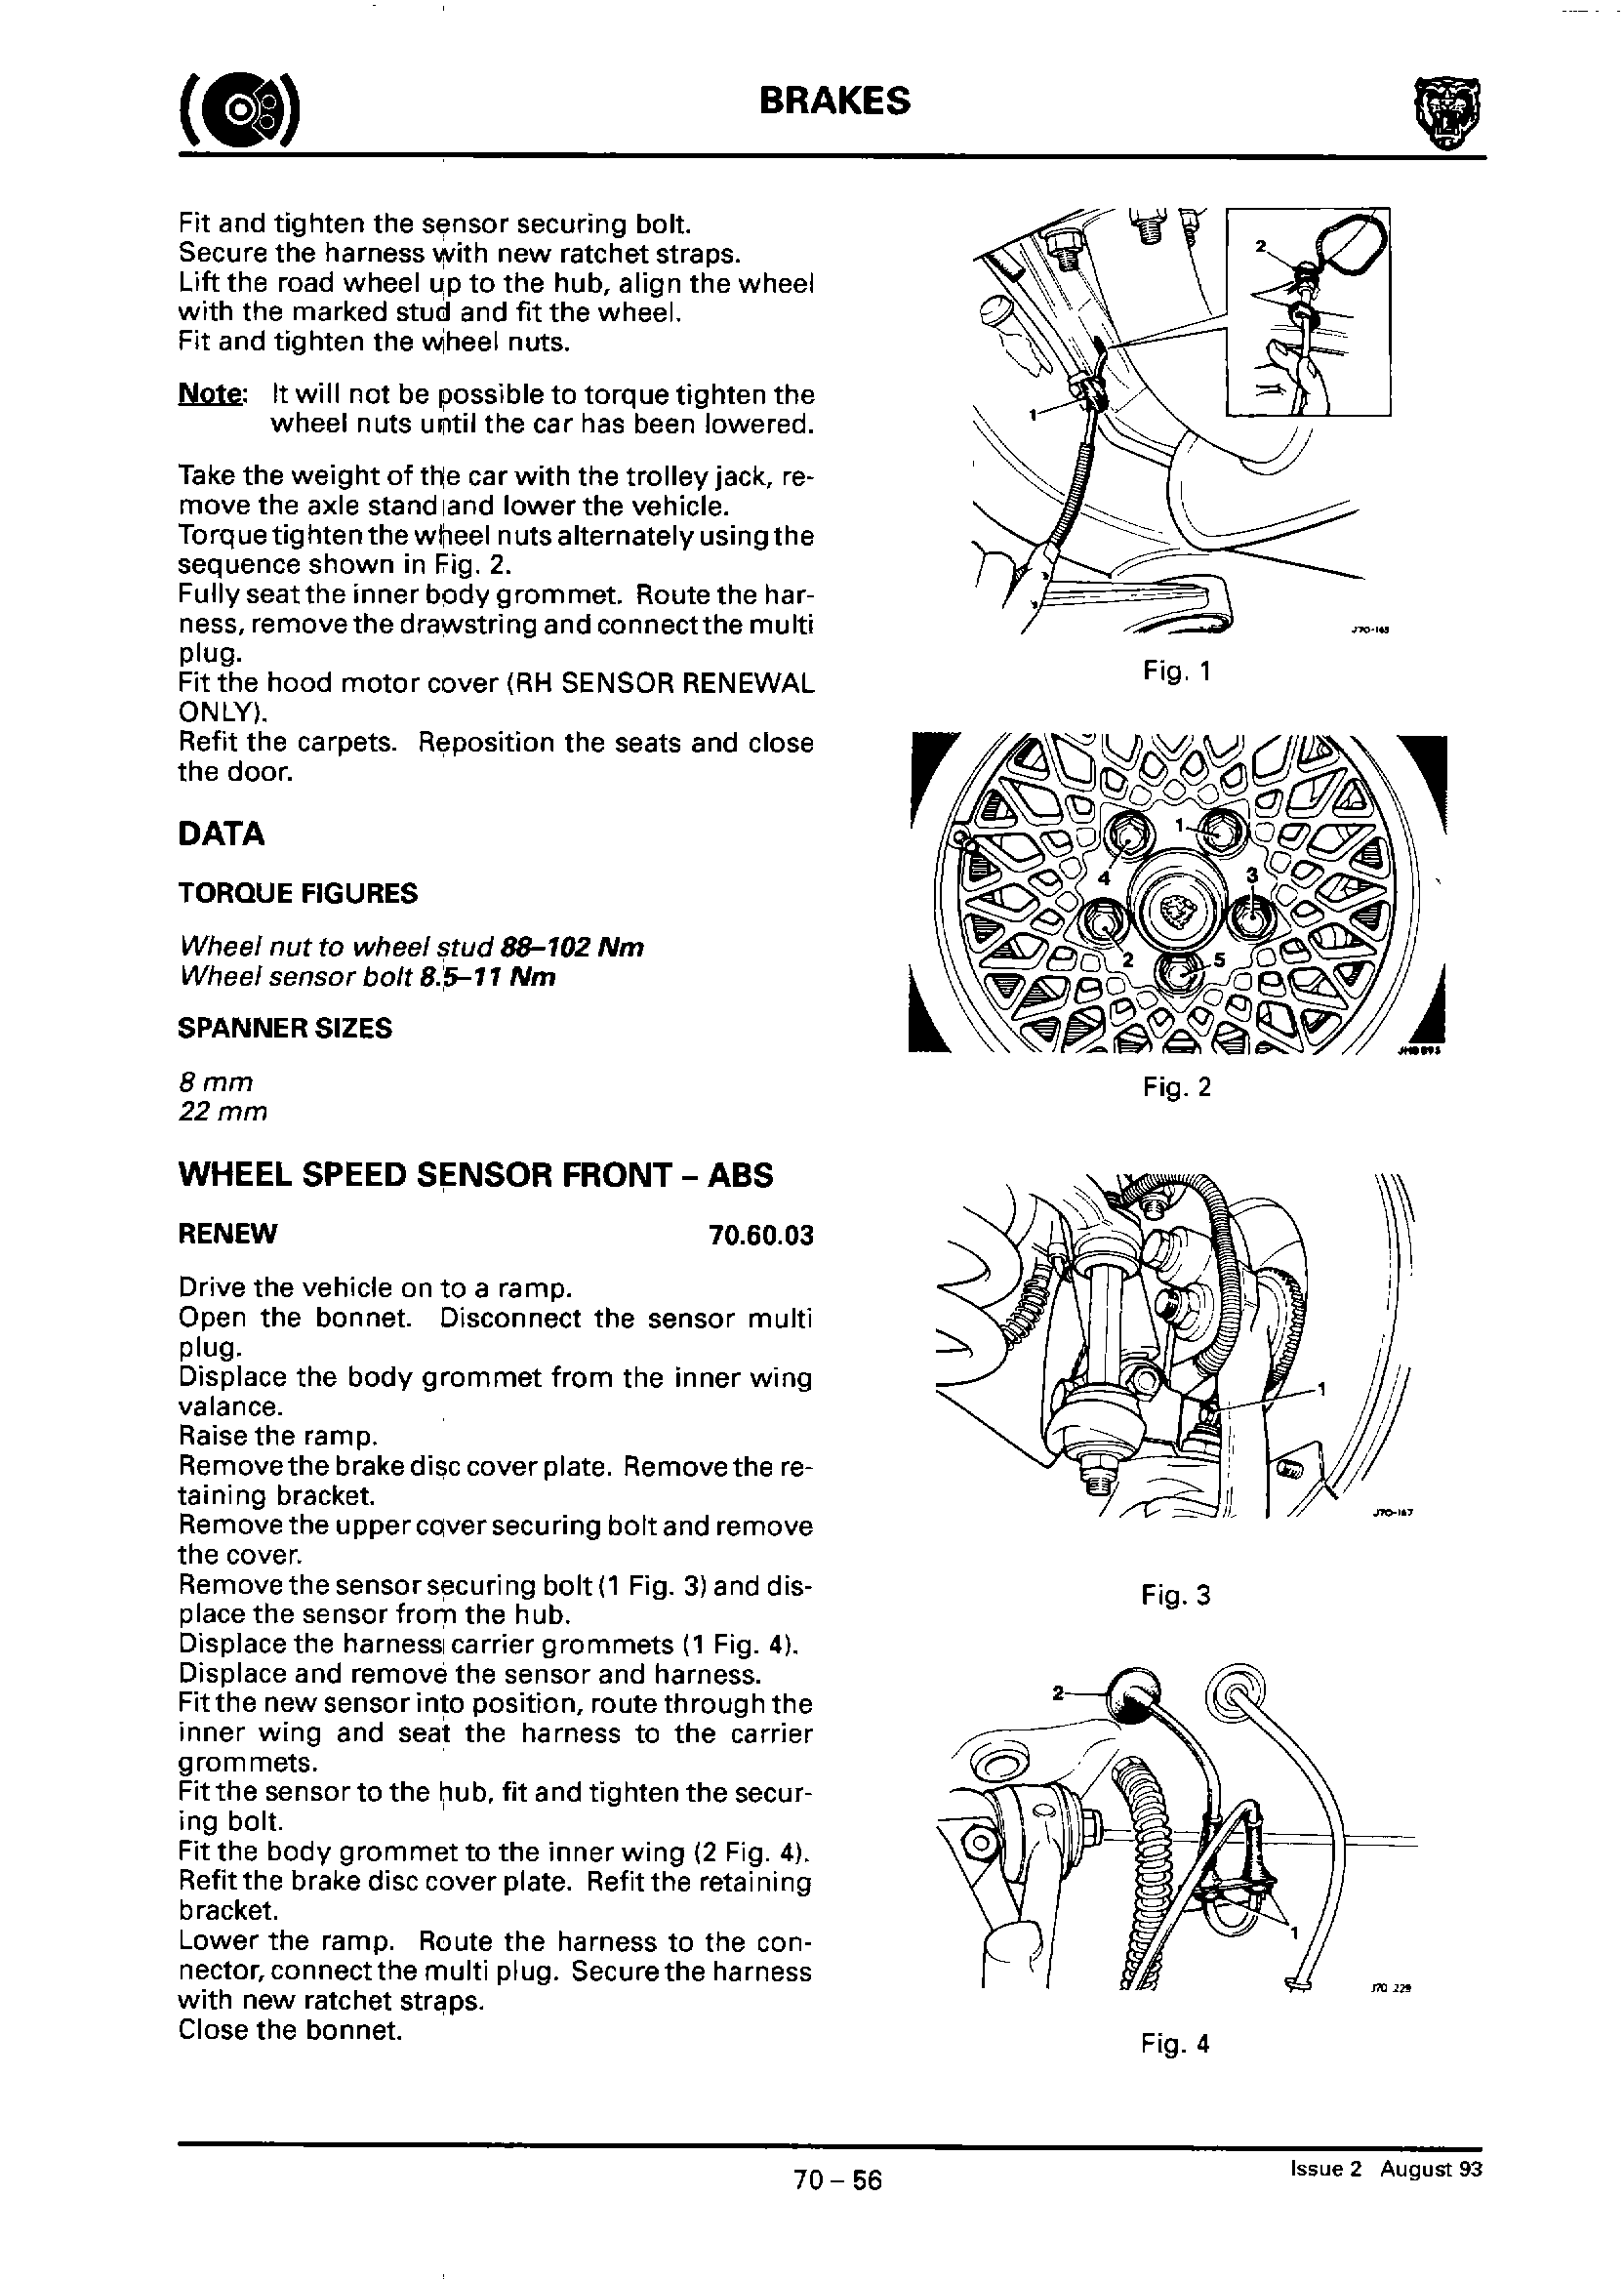 BRAKES
Fit and tighten the sensor securing bolt.
Secure the harness with new ratchet straps.
Lift the road wheel up to the hub, align the wheel
with the marked stud and fit the wheel.
Fit and tighten the wheel nuts.
Note: It will not be possible to torque tighten the
wheel nuts until the car has been lowered.
Take the weight of the car with the trolley jack, re-
move the axle stand and lower the vehicle.
Torque tighten the wheel nuts alternately using the
sequence shown in Fig. 2.
Fully seat the inner body grommet. Route the har-
ness, remove the drawstring and connect the multi
plug.
Fit the hood motor cover (RH SENSOR RENEWAL
ONLY).
Refit the carpets. Reposition the seats and close
the door.
DATA
TORQUE FIGURES
Wheel nut to wheel stud 88–102 Nm
Wheel sensor bolt 8.5–11 Nm
SPANNER SIZES
8 mm
22 mm
WHEEL SPEED SENSOR FRONT – ABS
RENEW 70.60.03
Drive the vehicle on to a ramp.
Open the bonnet. Disconnect the sensor multi
plug.
Displace the body grommet from the inner wing
valance.
Raise the ramp.
Remove the brake disc cover plate. Remove the re-
taining bracket.
Remove the upper cover securing bolt and remove
the cover.
Remove the sensor securing bolt (1 Fig. 3) and dis-
place the sensor from the hub.
Displace the harness carrier grommets (1 Fig. 4).
Displace and remove the sensor and harness.
Fit the new sensor into position, route through the
inner wing and seat the harness to the carrier
grommets.
Fit the sensor to the hub, fit and tighten the secur-
ing bolt.
Fit the body grommet to the inner wing (2 Fig. 4).
Refit the brake disc cover plate. Refit the retaining
bracket.
Lower the ramp. Route the harness to the con-
nector, connect the multi plug. Secure the harness
with new ratchet straps.
Close the bonnet.
2
1
Fig. 1
1
4
3
2
5
Fig. 2
1
J70-167
Fig. 3
2
1
J70 229
Fig. 4
70 – 56
Issue 2 August 93